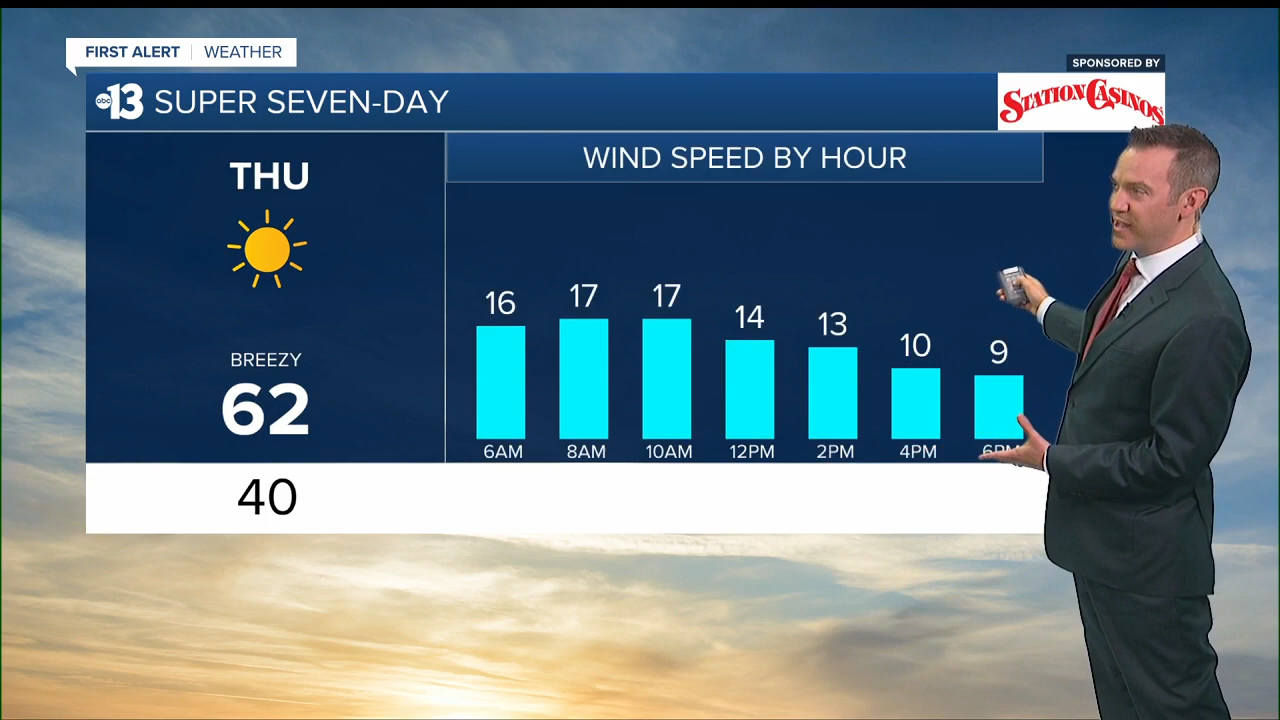 FIRST ALERT | WEATHER
SPONSORED BY
abc 13 SUPER SEVEN-DAY
STATION CASINOS
THU
WIND SPEED BY HOUR
16 17 17 14 13 10 9
BREEZY
62
6AM 8AM 10AM 12PM 2PM 4PM 6PM
40